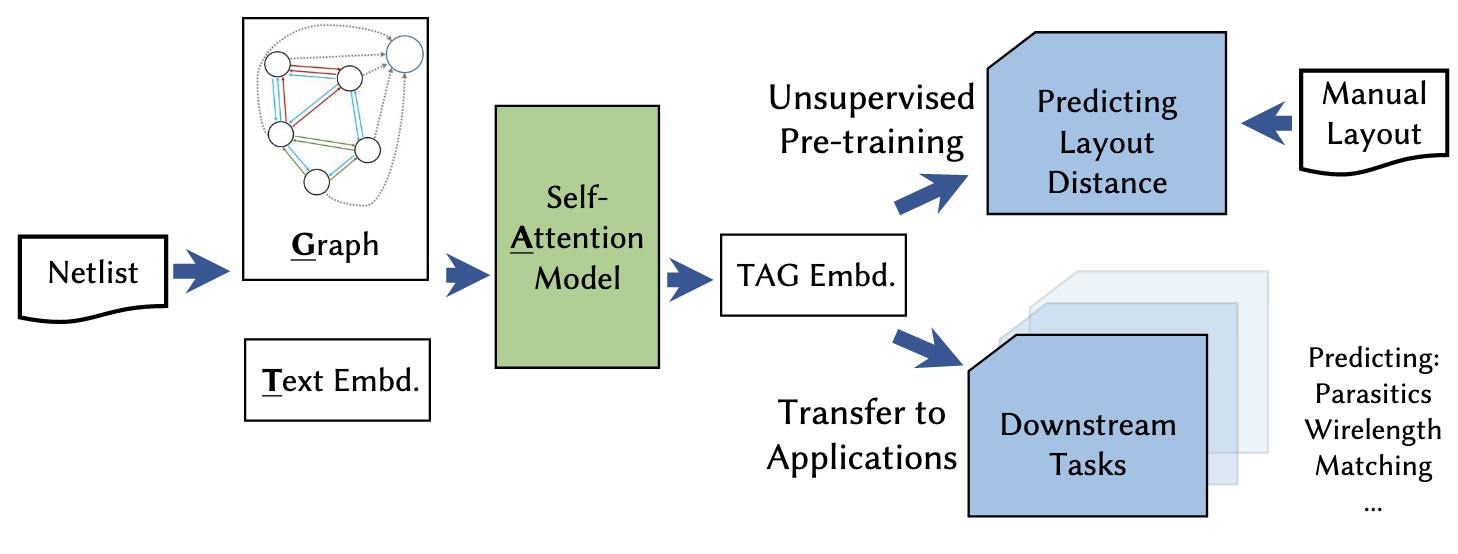 Netlist
Graph
Text Embd.
Self-
Attention
Model
TAG Embd.
Unsupervised
Pre-training
Predicting
Layout
Distance
Manual
Layout
Transfer to
Applications
Downstream
Tasks
Predicting:
Parasitics
Wirelength
Matching
...